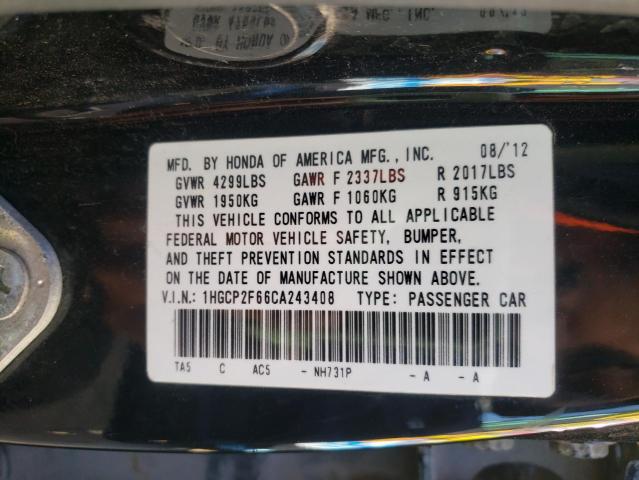 MFD. BY HONDA OF AMERICA MFG., INC. 08/'12
GVWR 4299LBS GAWR F 2337LBS R 2017LBS
GVWR 1950KG GAWR F 1060KG R 915KG
THIS VEHICLE CONFORMS TO ALL APPLICABLE
FEDERAL MOTOR VEHICLE SAFETY, BUMPER,
AND THEFT PREVENTION STANDARDS IN EFFECT
ON THE DATE OF MANUFACTURE SHOWN ABOVE.
V.I.N.: 1HGCP2F66CA243408 TYPE: PASSENGER CAR
TA5 C AC5 - NH731P - A - A